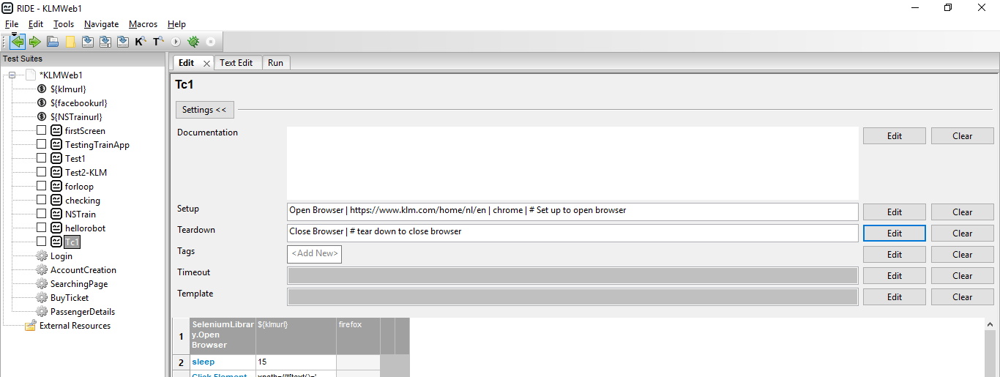 RIDE - KLMWeb1
File Edit Tools Navigate Macros Help
K T
Test Suites
*KLMWeb1
${klmurl}
${facebookurl}
${NSTrainurl}
firstScreen
TestingTrainApp
Test1
Test2-KLM
forloop
checking
NSTrain
hellorobot
Tc1
Login
AccountCreation
SearchingPage
BuyTicket
PassengerDetails
External Resources
Edit Text Edit Run
Tc1
Settings <<
Documentation Edit Clear
Setup Open Browser | https://www.klm.com/home/nl/en | chrome | # Set up to open browser Edit Clear
Teardown Close Browser | # tear down to close browser Edit Clear
Tags <Add New> Edit Clear
Timeout Edit Clear
Template Edit Clear
1 SeleniumLibrar ${klmurl} firefox
y.Open
Browser
2 sleep 15
Click Element xpath=//*[text()='